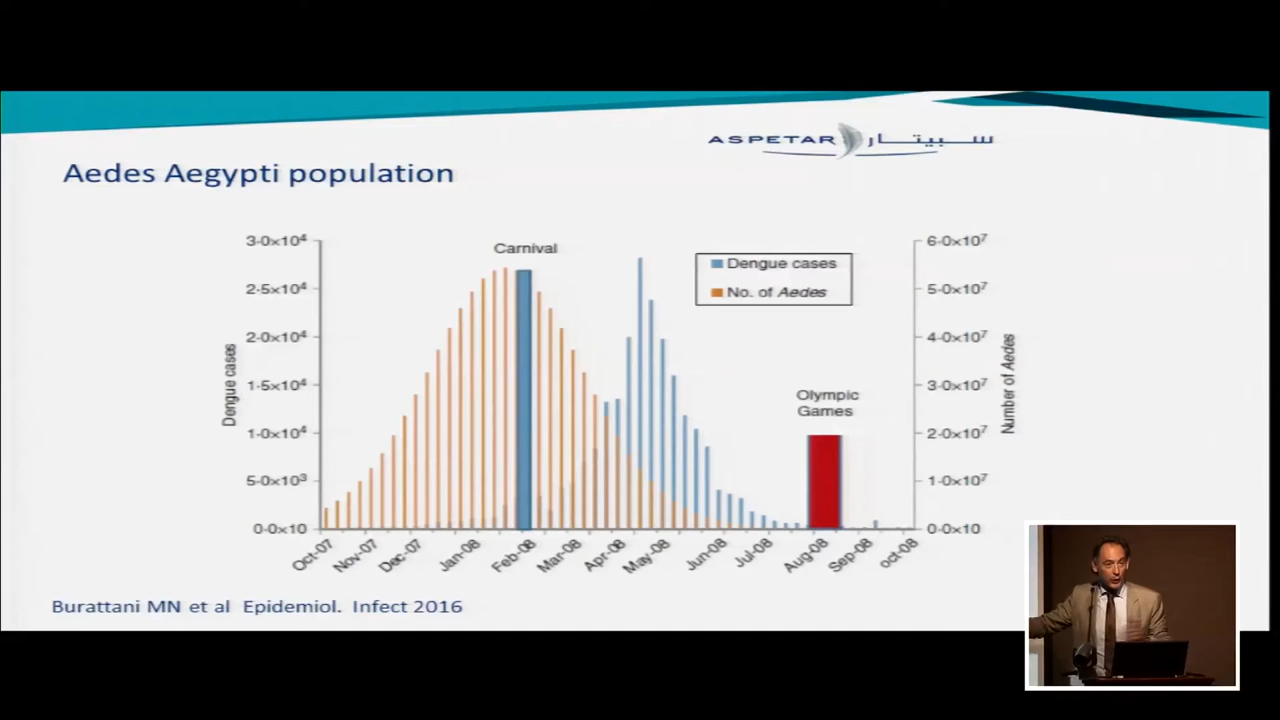 ASPETAR سبيتار
Aedes Aegypti population
3·0×10⁴
2·5×10⁴
2·0×10⁴
1·5×10⁴
1·0×10⁴
5·0×10³
0·0×10
Dengue cases
Carnival
Dengue cases
No. of Aedes
Olympic
Games
6·0×10⁷
5·0×10⁷
4·0×10⁷
3·0×10⁷
2·0×10⁷
1·0×10⁷
0·0×10
Number of Aedes
Oct-07
Nov-07
Dec-07
Jan-08
Feb-08
Mar-08
Apr-08
May-08
Jun-08
Jul-08
Aug-08
Sep-08
oct-08
Burattani MN et al Epidemiol. Infect 2016